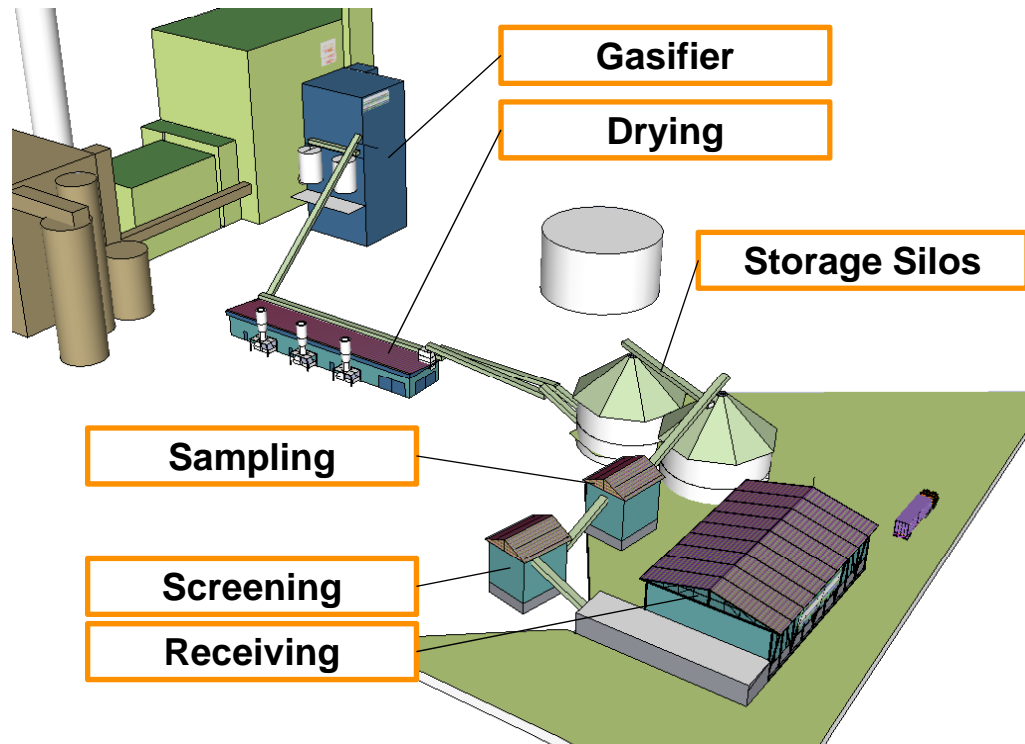 Gasifier
Drying
Storage Silos
Sampling
Screening
Receiving